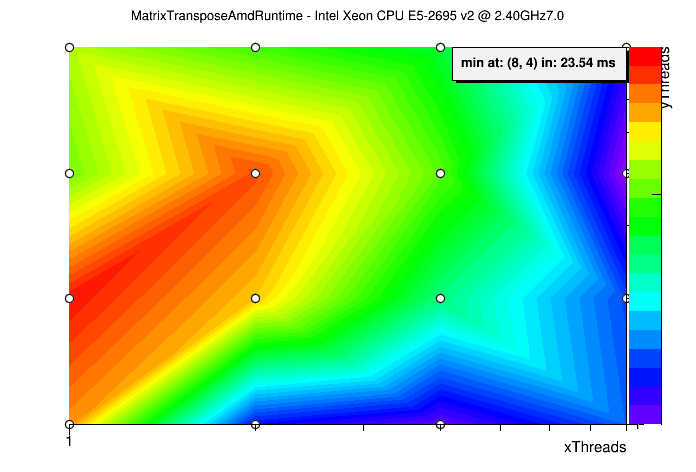 MatrixTransposeAmdRuntime - Intel Xeon CPU E5-2695 v2 @ 2.40GHz7.0
min at: (8, 4) in: 23.54 ms
yThreads
1
xThreads